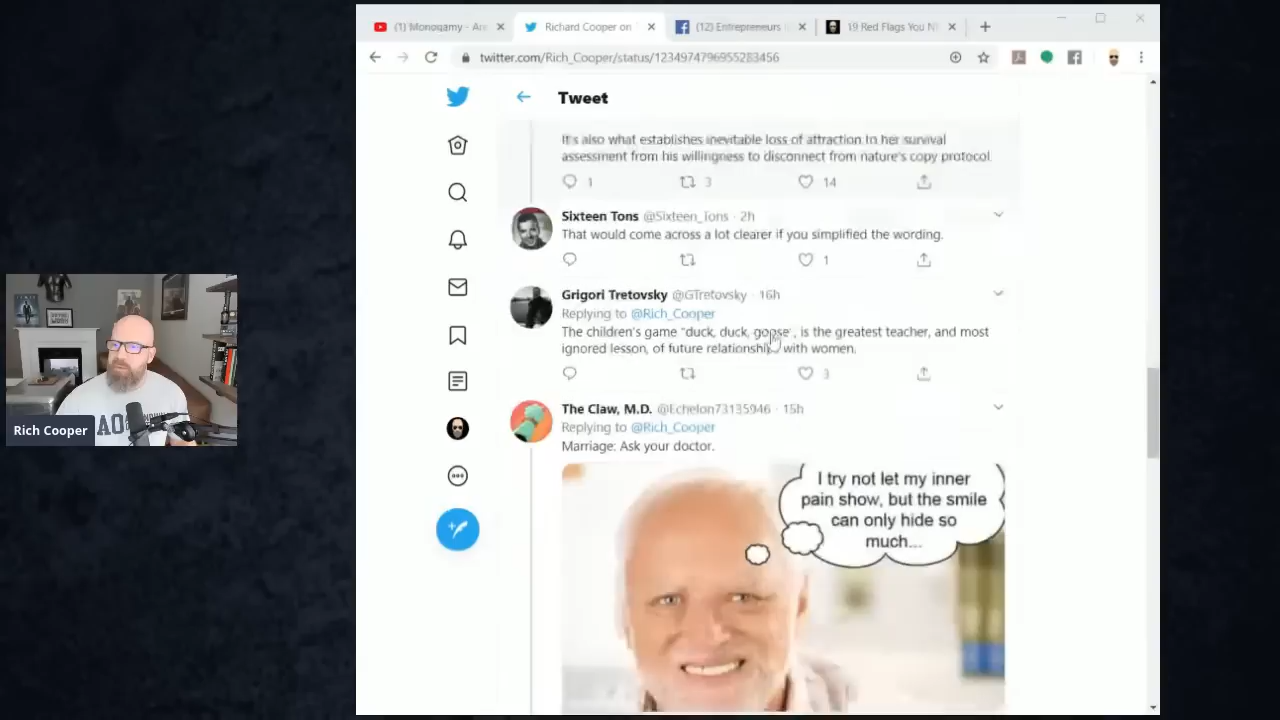 (1) Monogamy - Are
Richard Cooper on
(12) Entrepreneurs
19 Red Flags You N
twitter.com/Rich_Cooper/status/1234974796955283456
Tweet
It's also what establishes inevitable loss of attraction in her survival
assessment from his willingness to disconnect from nature's copy protocol.
1 3 14
Sixteen Tons @Sixteen_Tons · 2h
That would come across a lot clearer if you simplified the wording.
1
Grigori Tretovsky @GTretovsky · 16h
Replying to @Rich_Cooper
The children's game "duck, duck, goose", is the greatest teacher, and most
ignored lesson, of future relationships with women.
3
The Claw, M.D. @Echelon73135946 · 15h
Replying to @Rich_Cooper
Marriage: Ask your doctor.
I try not let my inner
pain show, but the smile
can only hide so
much...
Rich Cooper